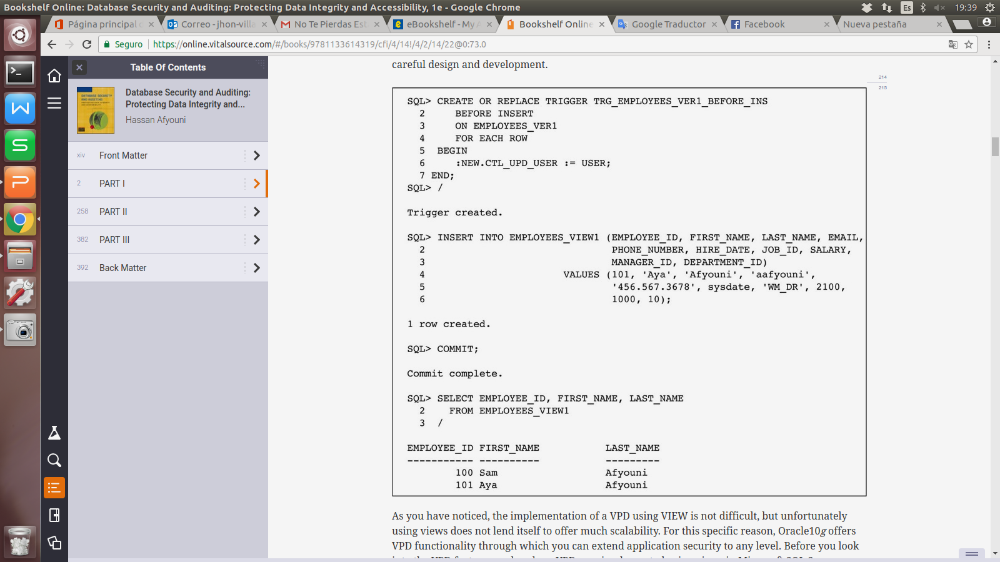 Bookshelf Online: Database Security and Auditing: Protecting Data Integrity and Accessibility, 1e - Google Chrome
Es
19:39
Página principal d
Correo - jhon-villa
No Te Pierdas Est
eBookshelf - My A
Bookshelf Online
Google Traductor
Facebook
Nueva pestaña
Seguro
https://online.vitalsource.com/#/books/9781133614319/cfi/4/14!/4/2/14/22@0:73.0
Table Of Contents
Database Security and Auditing:
Protecting Data Integrity and...
Hassan Afyouni
xiv Front Matter
2 PART I
258 PART II
382 PART III
392 Back Matter
careful design and development.
214
215
SQL> CREATE OR REPLACE TRIGGER TRG_EMPLOYEES_VER1_BEFORE_INS
2 BEFORE INSERT
3 ON EMPLOYEES_VER1
4 FOR EACH ROW
5 BEGIN
6 :NEW.CTL_UPD_USER := USER;
7 END;
SQL> /
Trigger created.
SQL> INSERT INTO EMPLOYEES_VIEW1 (EMPLOYEE_ID, FIRST_NAME, LAST_NAME, EMAIL,
2 PHONE_NUMBER, HIRE_DATE, JOB_ID, SALARY,
3 MANAGER_ID, DEPARTMENT_ID)
4 VALUES (101, 'Aya', 'Afyouni', 'aafyouni',
5 '456.567.3678', sysdate, 'WM_DR', 2100,
6 1000, 10);
1 row created.
SQL> COMMIT;
Commit complete.
SQL> SELECT EMPLOYEE_ID, FIRST_NAME, LAST_NAME
2 FROM EMPLOYEES_VIEW1
3 /
EMPLOYEE_ID FIRST_NAME LAST_NAME
----------- ---------- ---------
100 Sam Afyouni
101 Aya Afyouni
As you have noticed, the implementation of a VPD using VIEW is not difficult, but unfortunately
using views does not lend itself to offer much scalability. For this specific reason, Oracle10g offers
VPD functionality through which you can extend application security to any level. Before you look